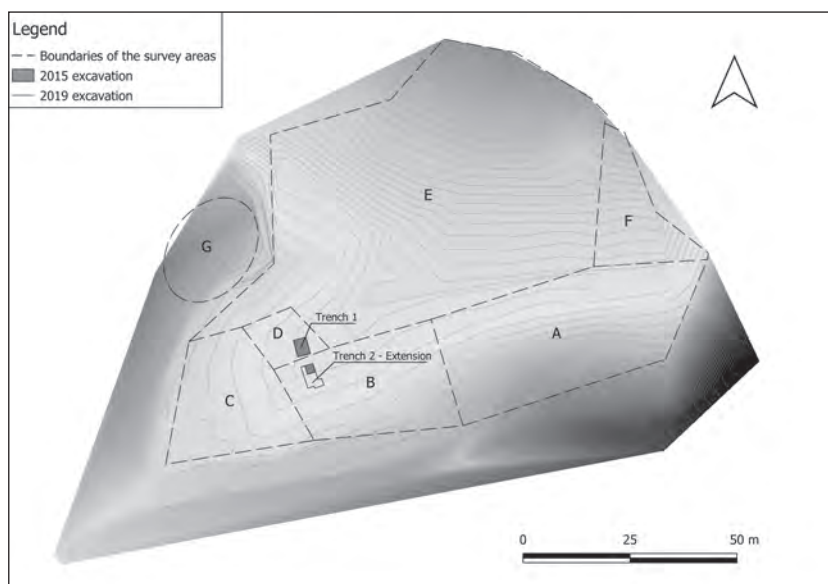 Legend
Boundaries of the survey areas
2015 excavation
2019 excavation
E
F
G
Trench 1
D
A
Trench 2 - Extension
B
C
0 25 50 m